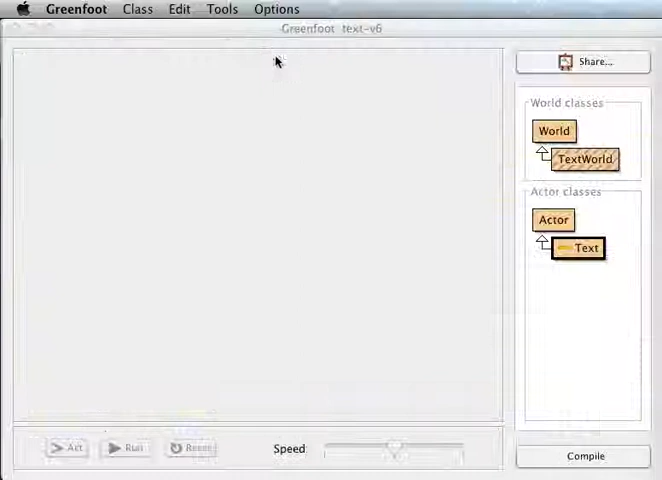 Greenfoot Class Edit Tools Options
Greenfoot text-v6
Share...
World classes
World
TextWorld
Actor classes
Actor
Text
Act Run Reset Speed:
Compile